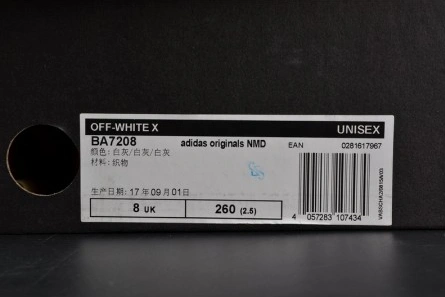 OFF-WHITE X UNISEX
BA7208 adidas originals NMD EAN 0281617967
颜色: 白灰/白灰/白灰
材料: 织物
生产日期: 17年09月01日
8 UK 260 (2.5)
4 057283 107434